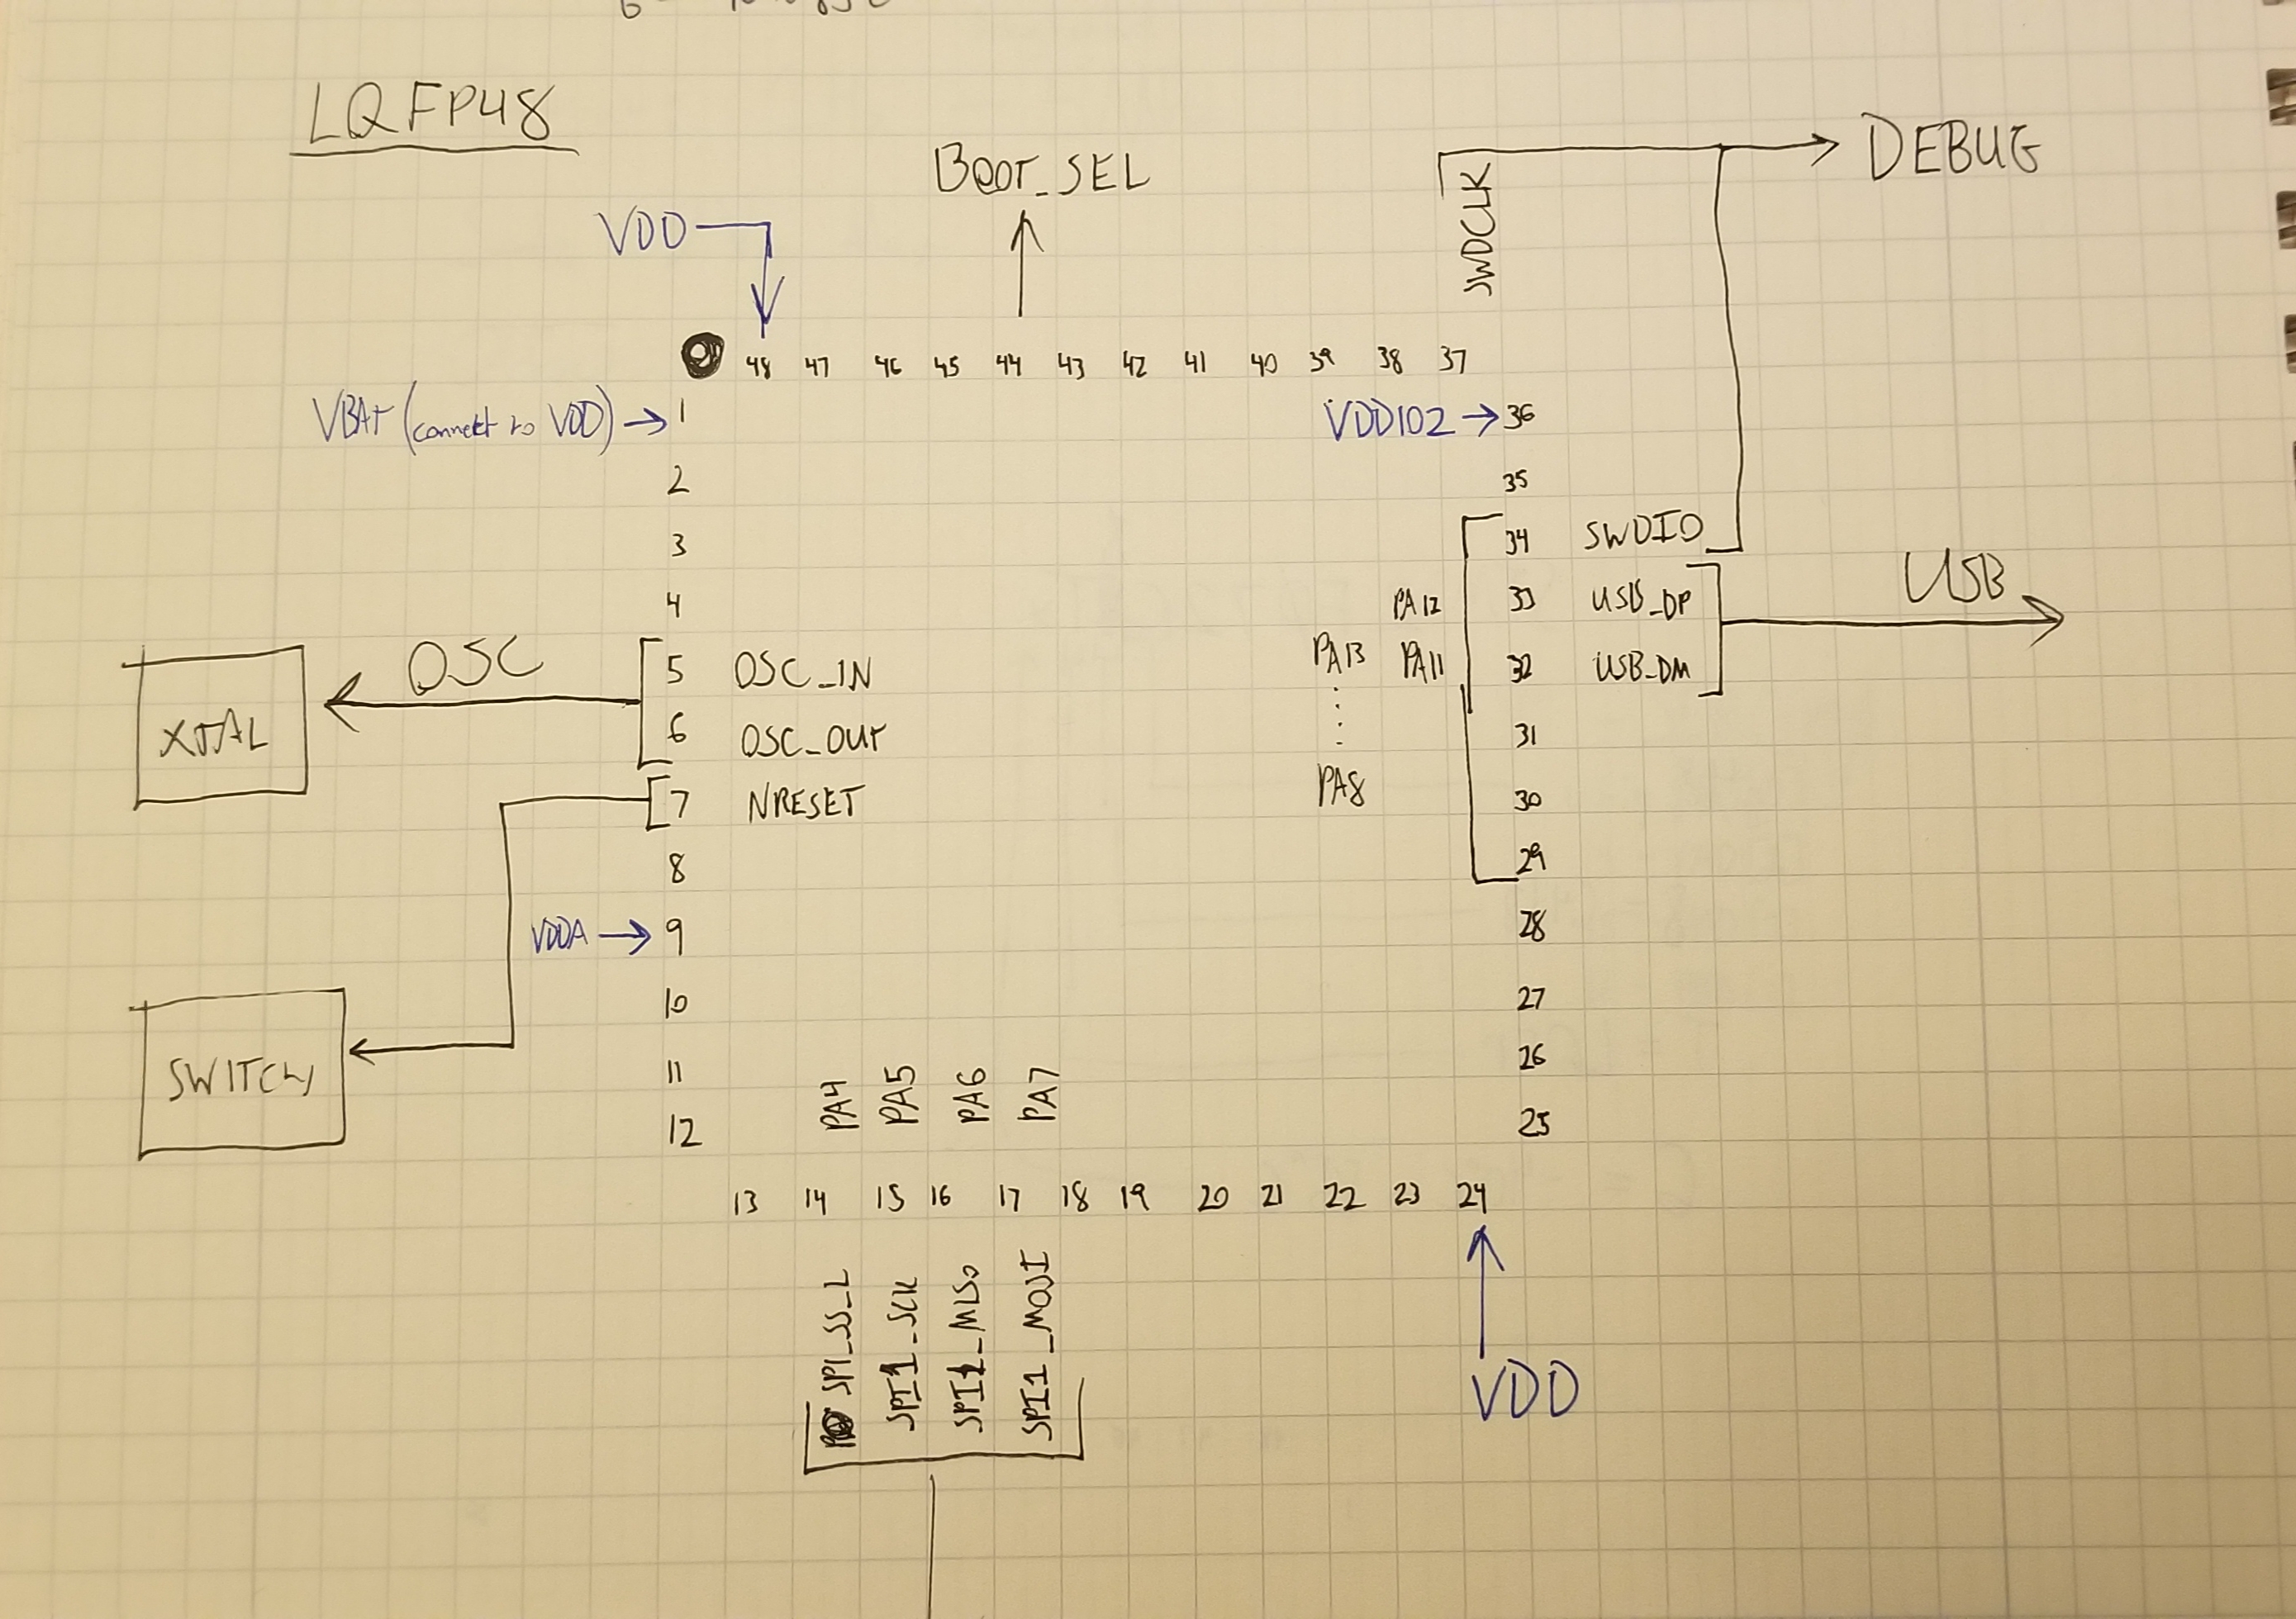 LQFP48
BOOT_SEL
DEBUG
SWDCLK
VDD
48 47 46 45 44 43 42 41 40 39 38 37
VBAT (connect to VDD) 1
VDDIO2 36
2 35
3 34 SWDIO
4 PA12 33 USB_DP
USB
OSC 5 OSC_IN PA13 PA11 32 USB_DM
XTAL 6 OSC_OUT 31
7 NRESET PA8 30
8 29
VDDA 9 28
10 27
SWITCH 11 26
12 25
PA4 PA5 PA6 PA7
13 14 15 16 17 18 19 20 21 22 23 24
SPI_SS_L
SPI1_SCK
SPI1_MISO
SPI1_MOSI
VDD